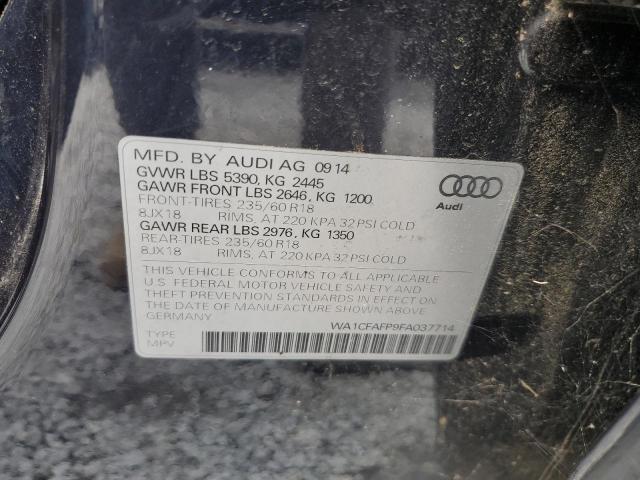 MFD. BY AUDI AG 09 14
GVWR LBS 5390, KG 2445
GAWR FRONT LBS 2646, KG 1200
FRONT-TIRES 235/60 R18
8JX18 RIMS, AT 220 KPA 32 PSI COLD
GAWR REAR LBS 2976, KG 1350
REAR-TIRES 235/60 R18
8JX18 RIMS, AT 220 KPA 32 PSI COLD
Audi
THIS VEHICLE CONFORMS TO ALL APPLICABLE
U.S. FEDERAL MOTOR VEHICLE SAFETY AND
THEFT PREVENTION STANDARDS IN EFFECT ON
THE DATE OF MANUFACTURE SHOWN ABOVE
GERMANY
WA1CFAFP9FA037714
TYPE
MPV